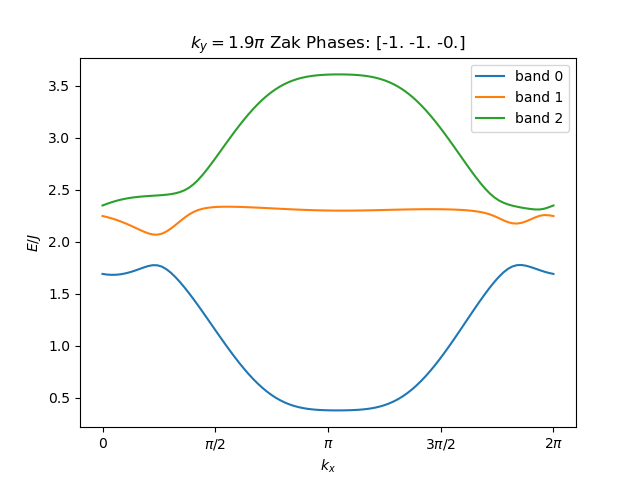 k_y = 1.9π Zak Phases: [-1. -1. -0.]
band 0
band 1
band 2
3.5
3.0
2.5
2.0
1.5
1.0
0.5
E/J
0 π/2 π 3π/2 2π
k_x